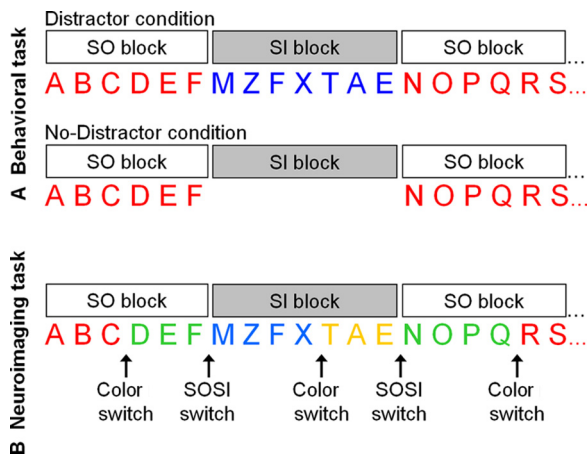 A Behavioral task
Distractor condition
SO block SI block SO block ...
A B C D E F M Z F X T A E N O P Q R S...
No-Distractor condition
SO block SI block SO block ...
A B C D E F N O P Q R S...
B Neuroimaging task
SO block SI block SO block ...
A B C D E F M Z F X T A E N O P Q R S...
Color SOSI Color SOSI Color
switch switch switch switch switch